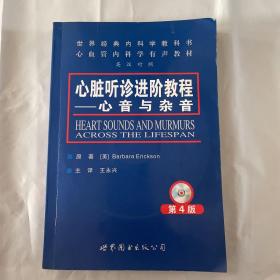 世界经典内科学教科书
心血管内科学有声教材
英汉对照
心脏听诊进阶教程
——心音与杂音
HEART SOUNDS AND MURMURS
ACROSS THE LIFESPAN
原 著 [美] Barbara Erickson
主 译 王永兴
第4版
世界图书出版公司